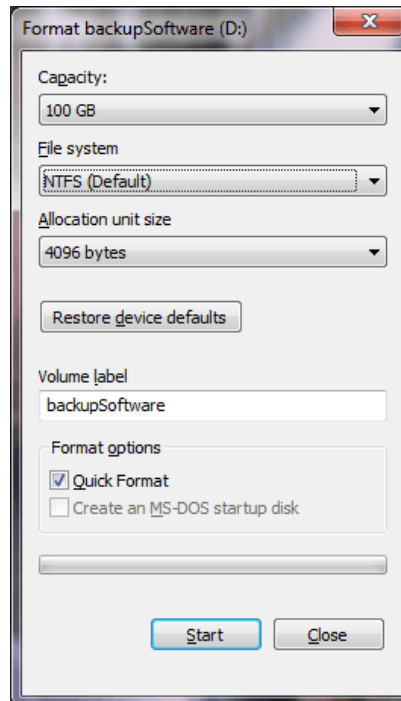 Format backupSoftware (D:)
Capacity:
100 GB
File system
NTFS (Default)
Allocation unit size
4096 bytes
Restore device defaults
Volume label
backupSoftware
Format options
Quick Format
Create an MS-DOS startup disk
Start Close